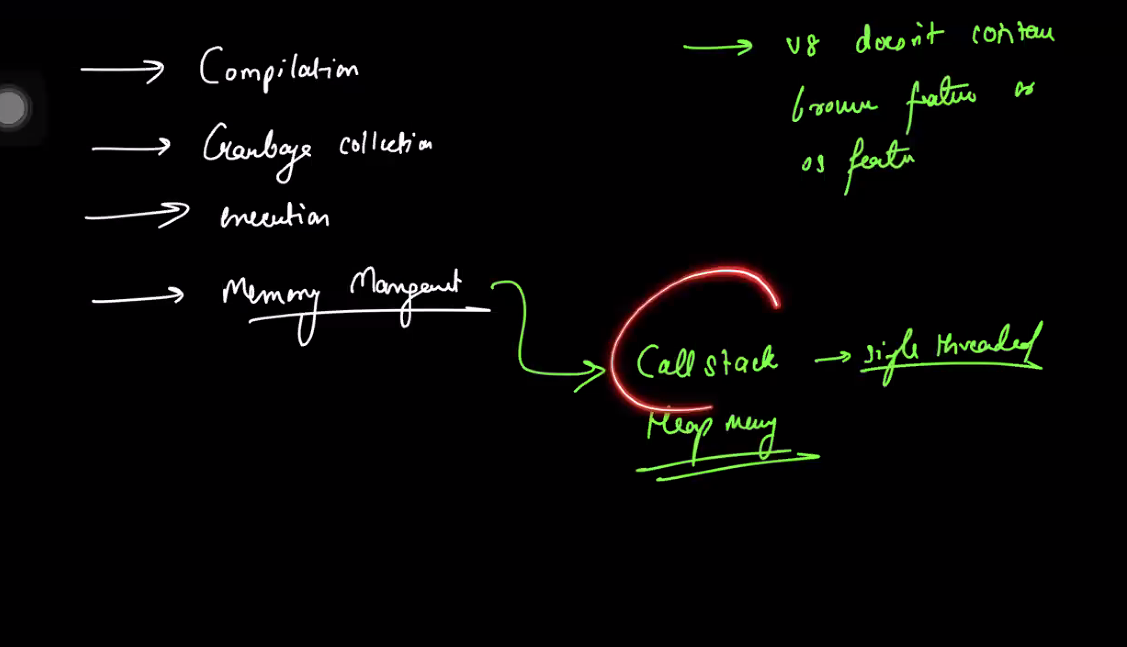 Compilation
Garbage collection
execution
Memory Mangemnt
→ V8 doesn't contain
browser feature or
os featu
Call stack → single threaded
Heap memy